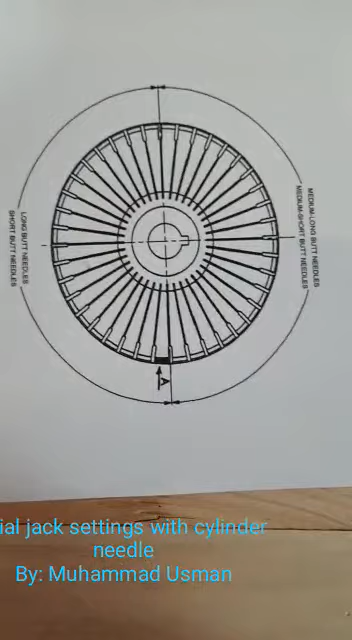 MEDIUM-LONG BUTT NEEDLES
MEDIUM-SHORT BUTT NEEDLES
LONG BUTT NEEDLES
SHORT BUTT NEEDLES
A
ial jack settings with cylinder
needle
By: Muhammad Usman